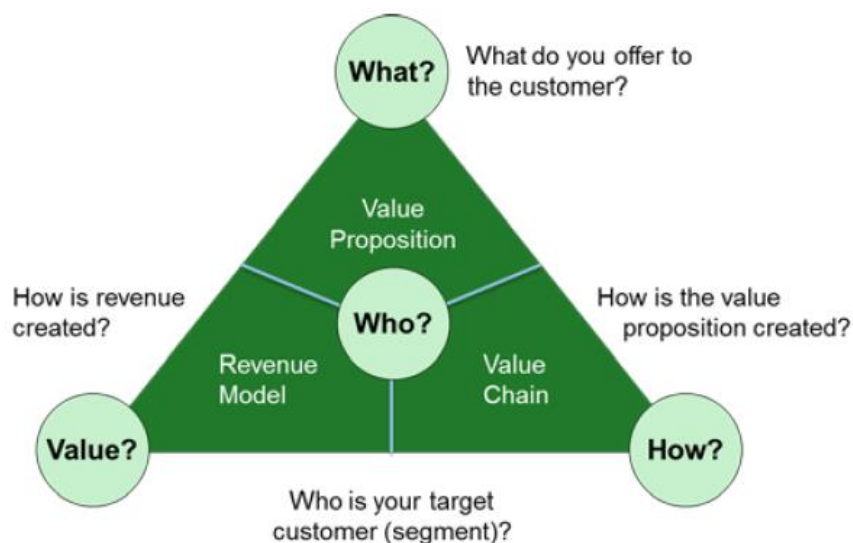 What?
What do you offer to
the customer?
Value
Proposition
How is revenue
created?
Who?
How is the value
proposition created?
Revenue
Model
Value
Chain
Value?
How?
Who is your target
customer (segment)?